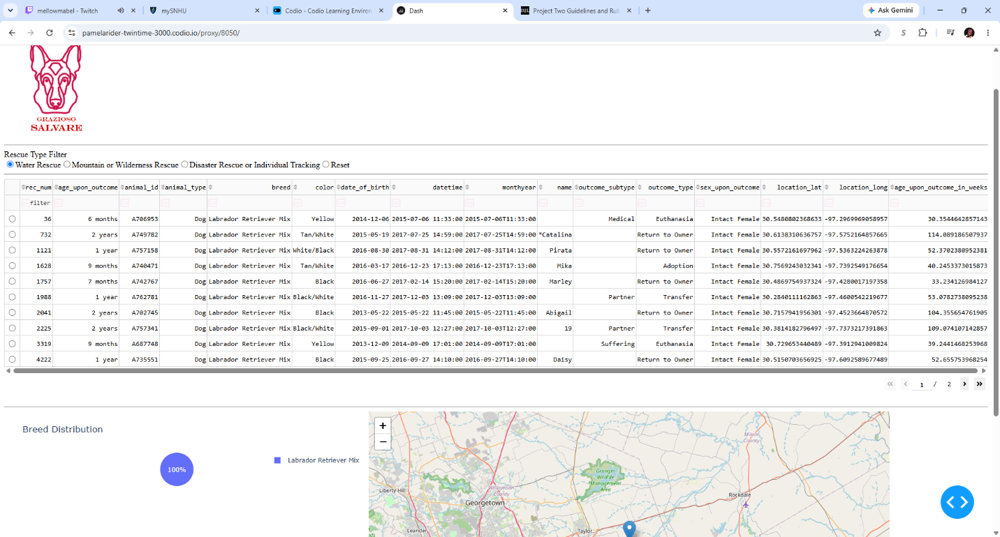 mellowmabel - Twitch
mySNHU
Codio - Codio Learning Environ
Dash
Project Two Guidelines and Rub
Ask Gemini
pamelarider-twintime-3000.codio.io/proxy/8050/
GRAZIOSO
SALVARE
Rescue Type Filter
Water Rescue Mountain or Wilderness Rescue Disaster Rescue or Individual Tracking Reset
rec_num age_upon_outcome animal_id animal_type breed color date_of_birth datetime monthyear name outcome_subtype outcome_type sex_upon_outcome location_lat location_long age_upon_outcome_in_weeks
filter
36 6 months A706953 Dog Labrador Retriever Mix Yellow 2014-12-06 2015-07-06 11:33:00 2015-07-06T11:33:00 Medical Euthanasia Intact Female 30.5480802368633 -97.2969969058957 30.3544642857143
732 2 years A749782 Dog Labrador Retriever Mix Tan/White 2015-05-19 2017-07-25 14:59:00 2017-07-25T14:59:00 *Catalina Return to Owner Intact Female 30.6138310636757 -97.5752164857665 114.089186507937
1121 1 year A757158 Dog Labrador Retriever Mix White/Black 2016-08-30 2017-08-31 14:12:00 2017-08-31T14:12:00 Pirata Return to Owner Intact Female 30.5572161697962 -97.5363224263878 52.3702380952381
1628 9 months A740471 Dog Labrador Retriever Mix Tan/White 2016-03-17 2016-12-23 17:13:00 2016-12-23T17:13:00 Mika Adoption Intact Female 30.7569243032341 -97.7392549176654 40.2453373015873
1757 7 months A742767 Dog Labrador Retriever Mix Black 2016-06-27 2017-02-14 15:20:00 2017-02-14T15:20:00 Marley Return to Owner Intact Female 30.4869754937324 -97.4280017197358 33.234126984127
1988 1 year A762781 Dog Labrador Retriever Mix Black/White 2016-11-27 2017-12-03 13:09:00 2017-12-03T13:09:00 Partner Transfer Intact Female 30.2840111162863 -97.4600542219677 53.0782738095238
2041 2 years A702745 Dog Labrador Retriever Mix Black 2013-05-22 2015-05-22 11:45:00 2015-05-22T11:45:00 Abigail Return to Owner Intact Female 30.7157941956301 -97.4523664870572 104.355654761905
2225 2 years A757341 Dog Labrador Retriever Mix Black/White 2015-09-01 2017-10-03 12:27:00 2017-10-03T12:27:00 19 Partner Transfer Intact Female 30.3814182796497 -97.7373217391863 109.074107142857
3319 9 months A687748 Dog Labrador Retriever Mix Yellow 2013-12-09 2014-09-09 17:01:00 2014-09-09T17:01:00 Suffering Euthanasia Intact Female 30.729653440489 -97.3912941009824 39.2441468253968
4222 1 year A735551 Dog Labrador Retriever Mix Black 2015-09-25 2016-09-27 14:10:00 2016-09-27T14:10:00 Daisy Return to Owner Intact Female 30.5150703656925 -97.6092589677489 52.655753968254
1 / 2
Breed Distribution
100%
Labrador Retriever Mix
+
−
Milam
County
Granger
Wildlife
Management
Area
Liberty Hill
Williamson
County
Georgetown
Rockdale
Leander
Taylor